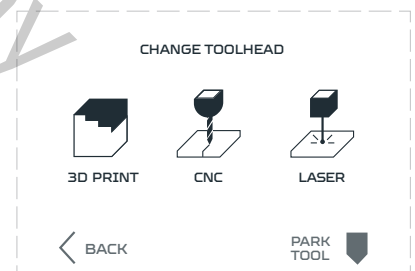 CHANGE TOOLHEAD
3D PRINT CNC LASER
BACK
PARK
TOOL